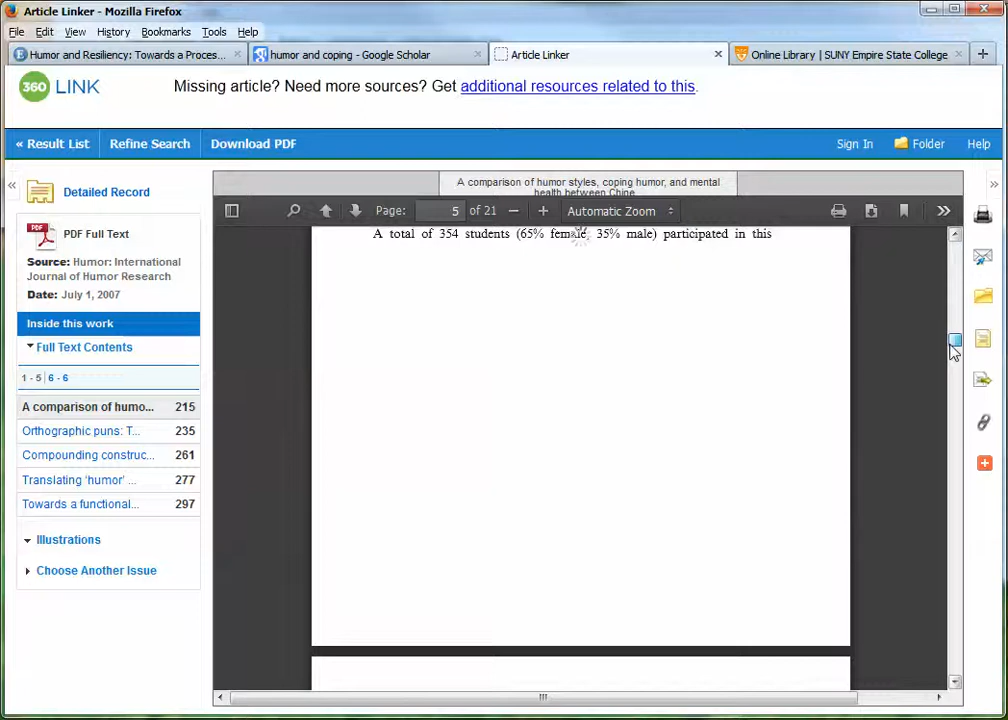 Article Linker - Mozilla Firefox
File Edit View History Bookmarks Tools Help
Humor and Resiliency: Towards a Proces...
humor and coping - Google Scholar
Article Linker
Online Library | SUNY Empire State College
360 LINK
Missing article? Need more sources? Get additional resources related to this.
« Result List Refine Search Download PDF Sign In Folder Help
Detailed Record
PDF
PDF Full Text
Source: Humor: International
Journal of Humor Research
Date: July 1, 2007
Inside this work
Full Text Contents
1 - 5 | 6 - 6
A comparison of humo... 215
Orthographic puns: T... 235
Compounding construc... 261
Translating ‘humor’ ... 277
Towards a functional... 297
Illustrations
Choose Another Issue
A comparison of humor styles, coping humor, and mental
health between Chine
Page: 5 of 21 Automatic Zoom
A total of 354 students (65% female, 35% male) participated in this